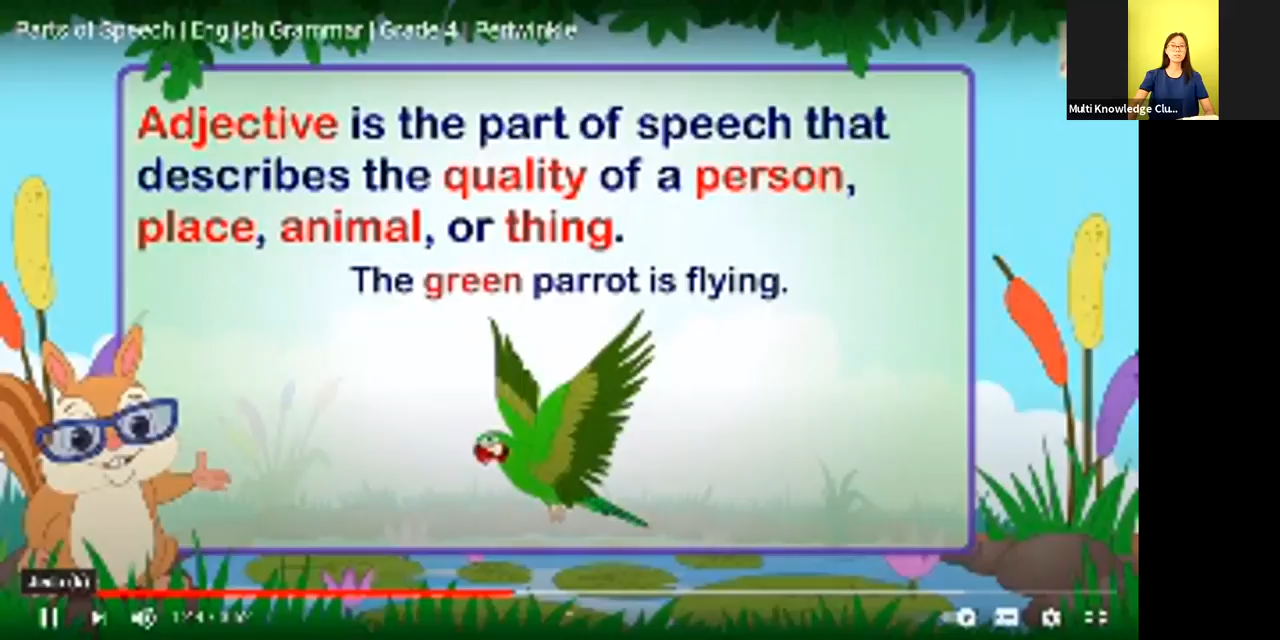 Parts of Speech | English Grammar | Grade 4 | Periwinkle
Multi Knowledge Clu...
Adjective is the part of speech that
describes the quality of a person,
place, animal, or thing.
The green parrot is flying.